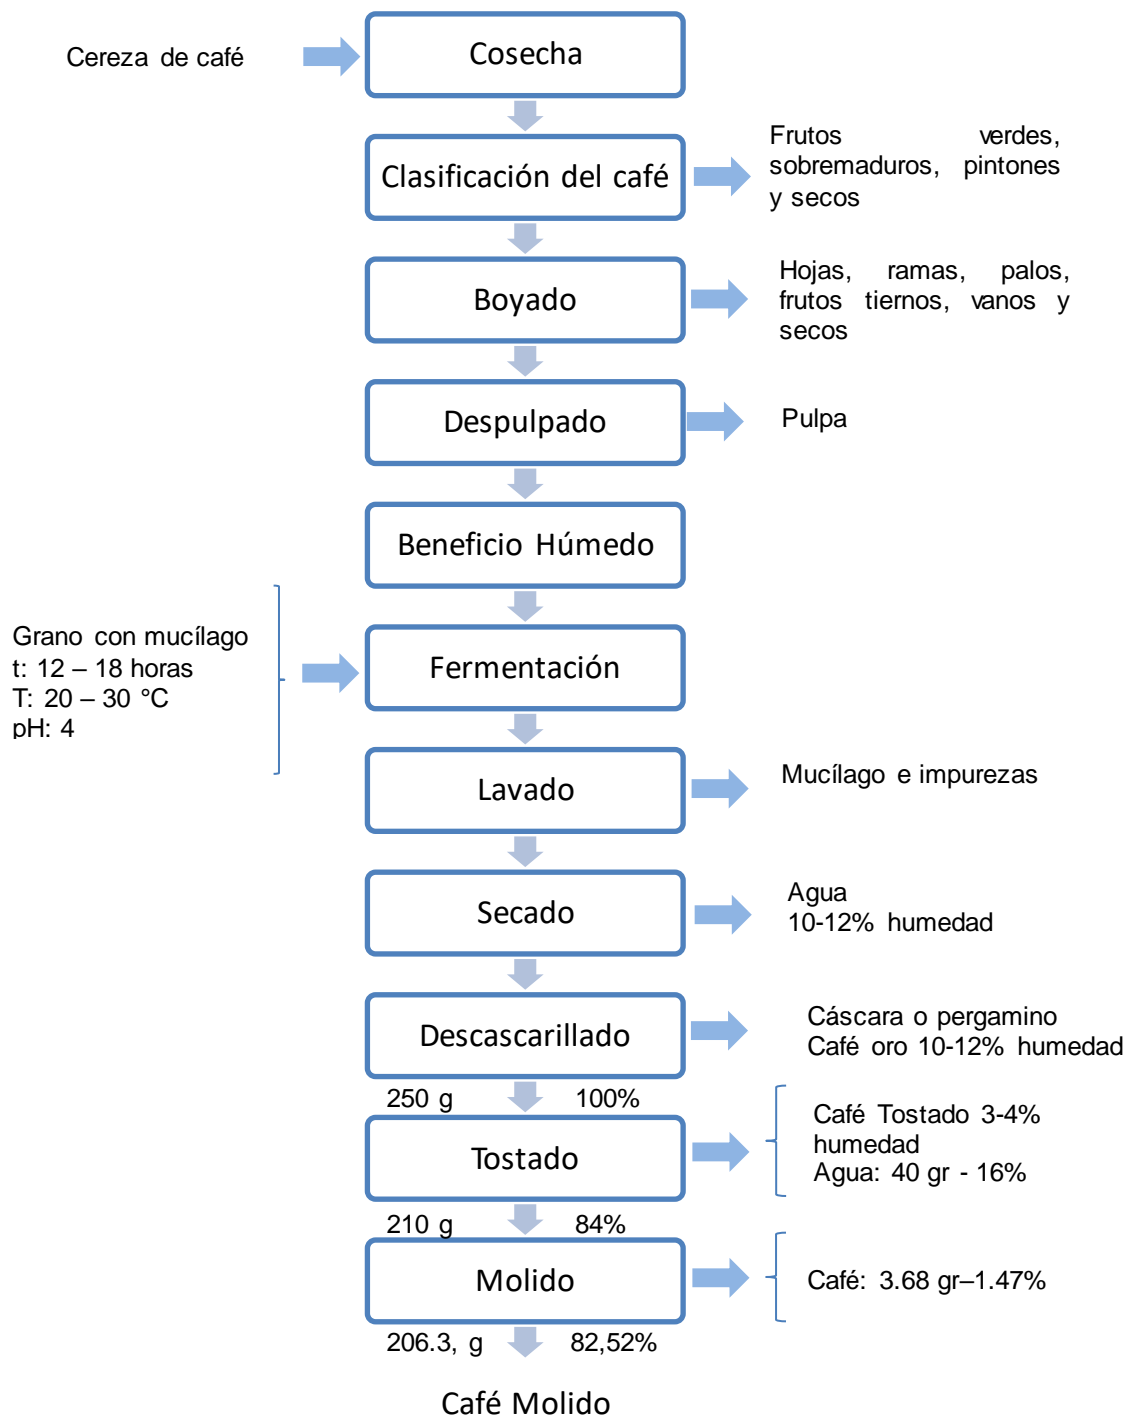 Cereza de café
Cosecha
Clasificación del café
Frutos verdes,
sobremaduros, pintones
y secos
Boyado
Hojas, ramas, palos,
frutos tiernos, vanos y
secos
Despulpado
Pulpa
Beneficio Húmedo
Grano con mucílago
t: 12 – 18 horas
T: 20 – 30 °C
pH: 4
Fermentación
Lavado
Mucílago e impurezas
Secado
Agua
10-12% humedad
Descascarillado
Cáscara o pergamino
Café oro 10-12% humedad
250 g 100%
Tostado
Café Tostado 3-4%
humedad
Agua: 40 gr - 16%
210 g 84%
Molido
Café: 3.68 gr–1.47%
206.3, g 82,52%
Café Molido